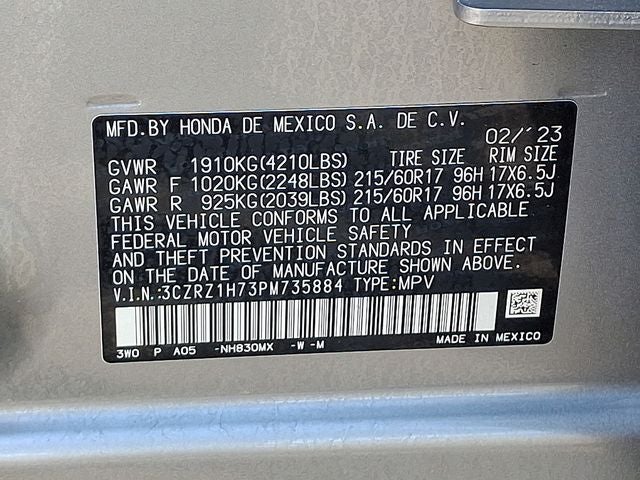 MFD.BY HONDA DE MEXICO S.A. DE C.V. 02/'23
GVWR 1910KG(4210LBS) TIRE SIZE RIM SIZE
GAWR F 1020KG(2248LBS) 215/60R17 96H 17X6.5J
GAWR R 925KG(2039LBS) 215/60R17 96H 17X6.5J
THIS VEHICLE CONFORMS TO ALL APPLICABLE
FEDERAL MOTOR VEHICLE SAFETY
AND THEFT PREVENTION STANDARDS IN EFFECT
ON THE DATE OF MANUFACTURE SHOWN ABOVE.
V.I.N.:3CZRZ1H73PM735884 TYPE:MPV
3W0 P A05 -NH830MX -W -M MADE IN MEXICO